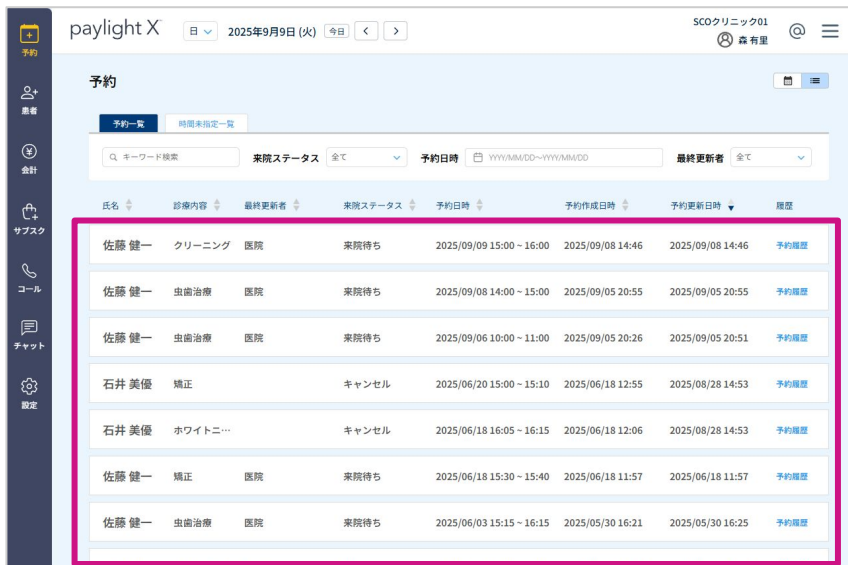 paylight X 日 2025年9月9日 (火) 今日 SCOクリニック01
森 有里
予約
患者
会計
サブスク
コール
チャット
設定
予約
予約一覧 時間未指定一覧
キーワード検索 来院ステータス 全て 予約日時 YYYY/MM/DD～YYYY/MM/DD 最終更新者 全て
氏名 診療内容 最終更新者 来院ステータス 予約日時 予約作成日時 予約更新日時 履歴
佐藤 健一 クリーニング 医院 来院待ち 2025/09/09 15:00 ~ 16:00 2025/09/08 14:46 2025/09/08 14:46 予約履歴
佐藤 健一 虫歯治療 医院 来院待ち 2025/09/08 14:00 ~ 15:00 2025/09/05 20:55 2025/09/05 20:55 予約履歴
佐藤 健一 虫歯治療 医院 来院待ち 2025/09/06 10:00 ~ 11:00 2025/09/05 20:26 2025/09/05 20:51 予約履歴
石井 美優 矯正 キャンセル 2025/06/20 15:00 ~ 15:10 2025/06/18 12:55 2025/08/28 14:53 予約履歴
石井 美優 ホワイトニ… キャンセル 2025/06/18 16:05 ~ 16:15 2025/06/18 12:06 2025/08/28 14:53 予約履歴
佐藤 健一 矯正 医院 来院待ち 2025/06/18 15:30 ~ 15:40 2025/06/18 11:57 2025/06/18 11:57 予約履歴
佐藤 健一 虫歯治療 医院 来院待ち 2025/06/03 15:15 ~ 16:15 2025/05/30 16:21 2025/05/30 16:25 予約履歴